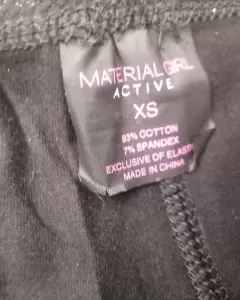 MATERIAL GIRL
ACTIVE
XS
93% COTTON
7% SPANDEX
EXCLUSIVE OF ELASTIC
MADE IN CHINA